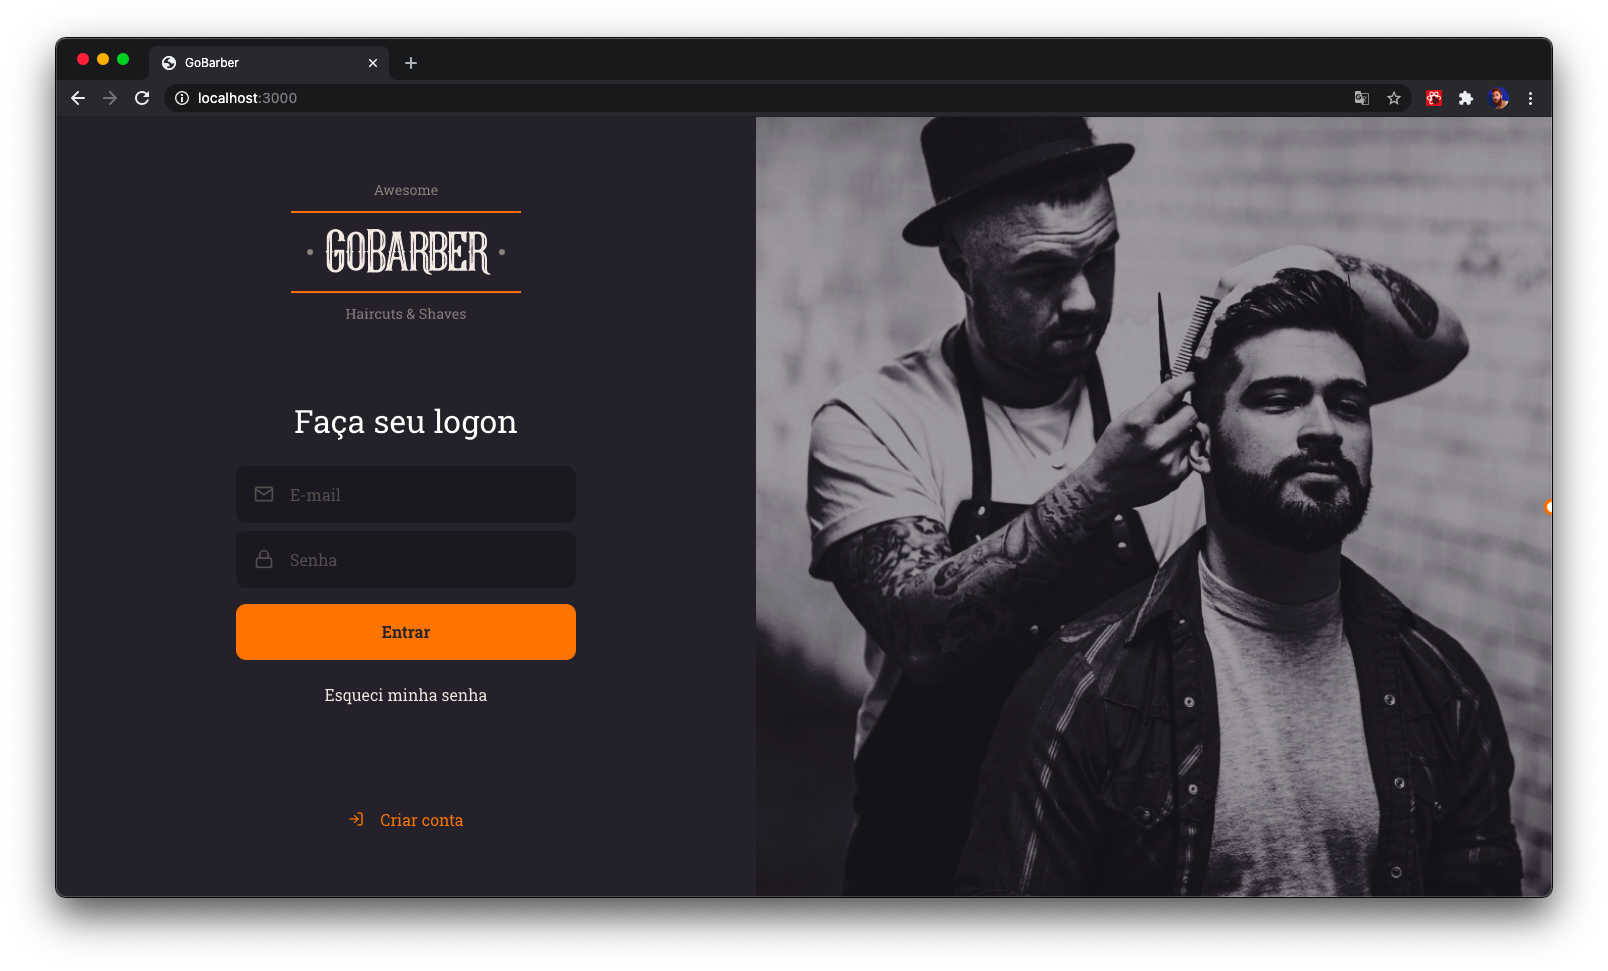 GoBarber
localhost:3000
Awesome
GOBARBER
Haircuts & Shaves
Faça seu logon
E-mail
Senha
Entrar
Esqueci minha senha
Criar conta